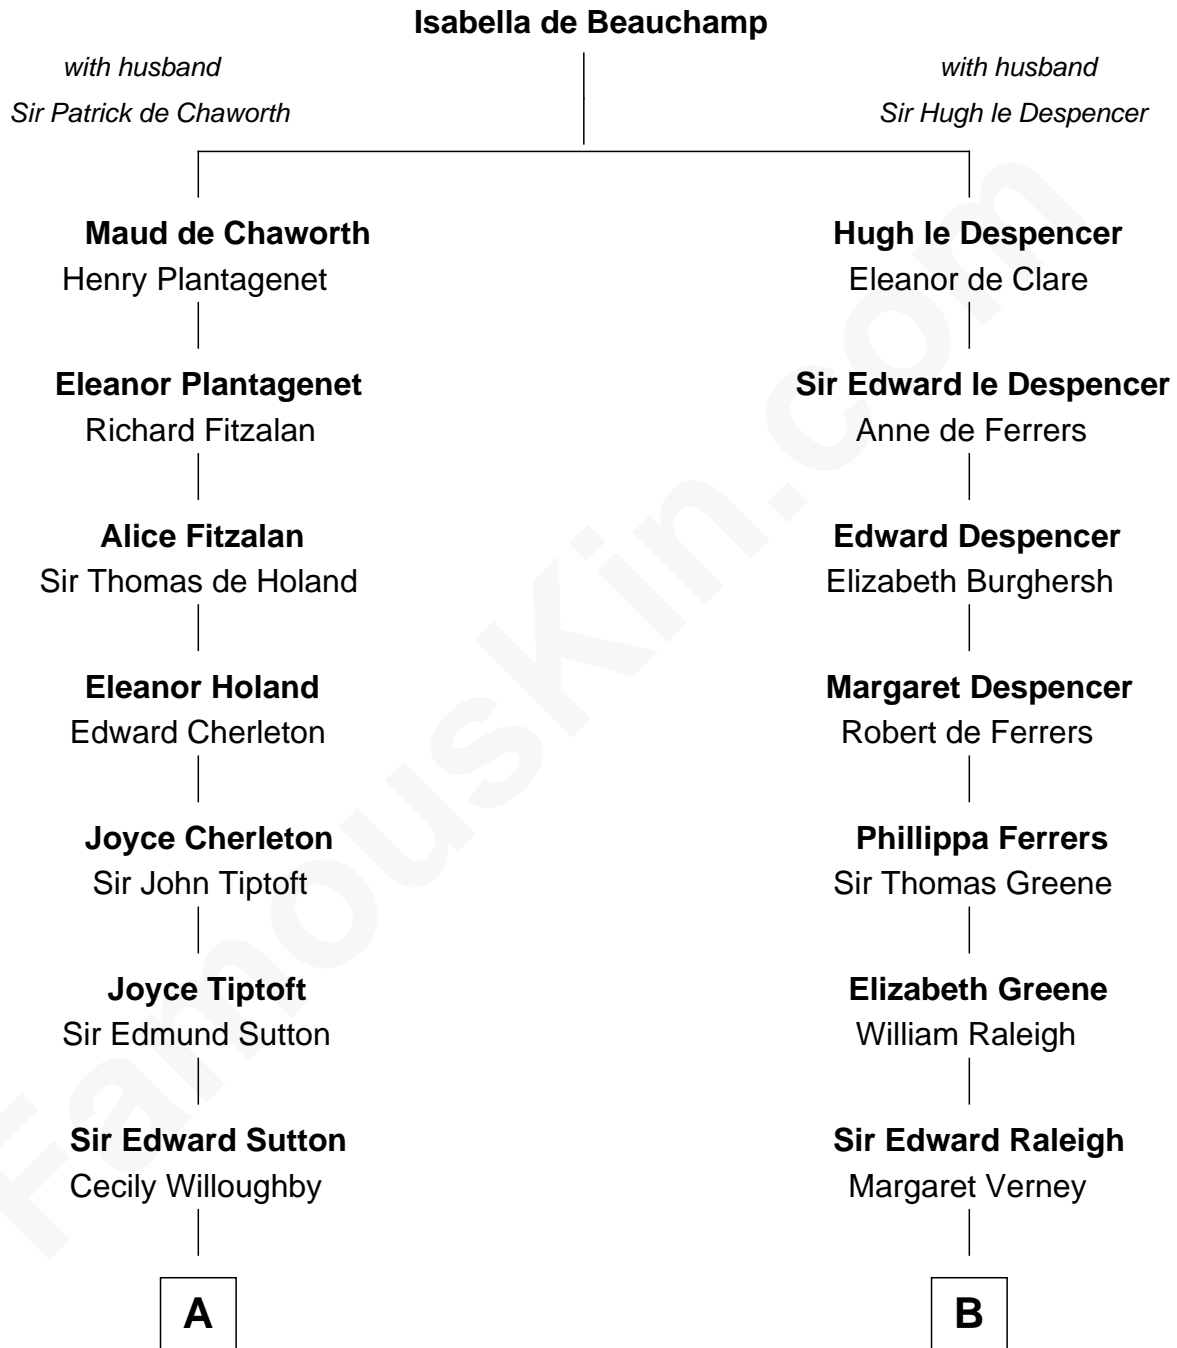 Isabella de Beauchamp
with husband
Sir Patrick de Chaworth
with husband
Sir Hugh le Despencer
Maud de Chaworth
Henry Plantagenet
Eleanor Plantagenet
Richard Fitzalan
Alice Fitzalan
Sir Thomas de Holand
Eleanor Holand
Edward Cherleton
Joyce Cherleton
Sir John Tiptoft
Joyce Tiptoft
Sir Edmund Sutton
Sir Edward Sutton
Cecily Willoughby
A
Hugh le Despencer
Eleanor de Clare
Sir Edward le Despencer
Anne de Ferrers
Edward Despencer
Elizabeth Burghersh
Margaret Despencer
Robert de Ferrers
Phillippa Ferrers
Sir Thomas Greene
Elizabeth Greene
William Raleigh
Sir Edward Raleigh
Margaret Verney
B
FamousKin.com